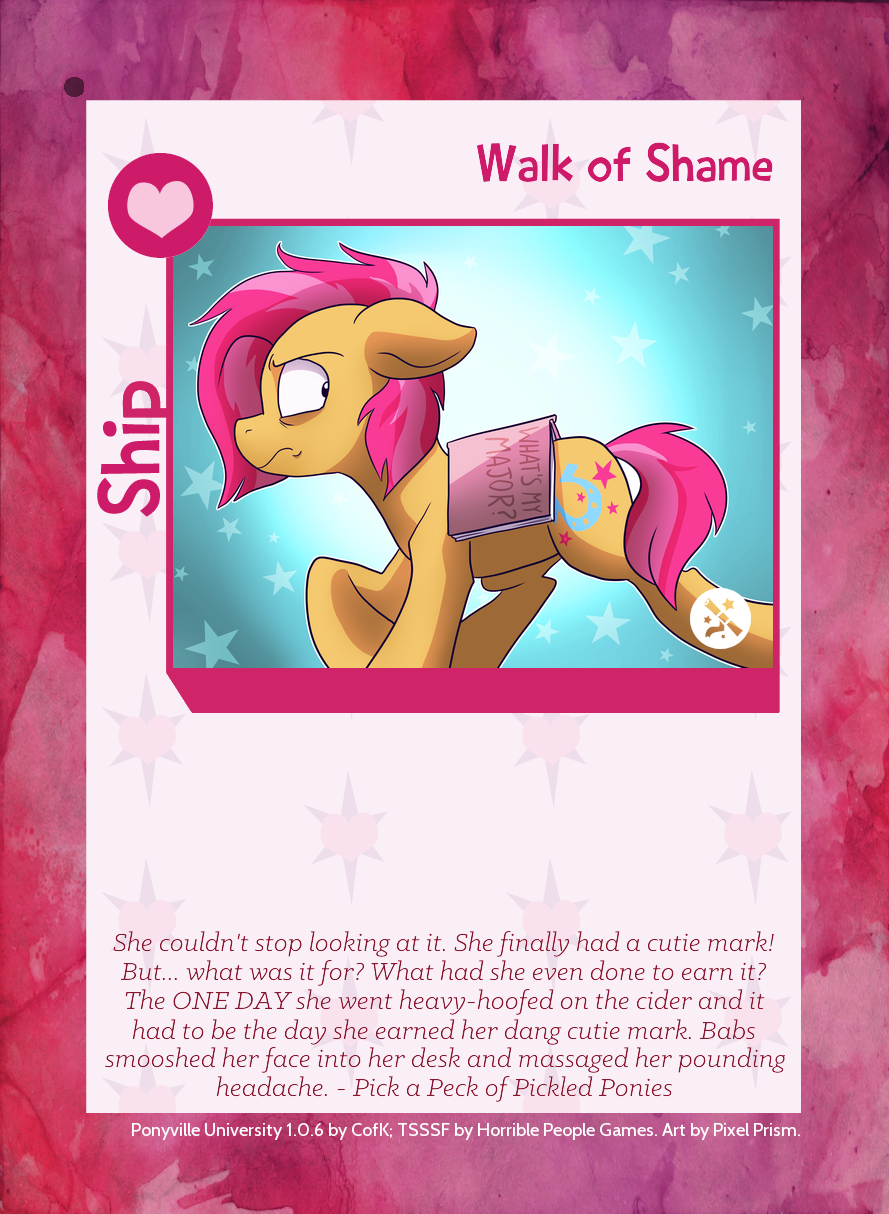 Walk of Shame
Ship
WHAT'S MY
MAJOR?
She couldn't stop looking at it. She finally had a cutie mark!
But... what was it for? What had she even done to earn it?
The ONE DAY she went heavy-hoofed on the cider and it
had to be the day she earned her dang cutie mark. Babs
smooshed her face into her desk and massaged her pounding
headache. - Pick a Peck of Pickled Ponies
Ponyville University 1.0.6 by CofK; TSSSF by Horrible People Games. Art by Pixel Prism.